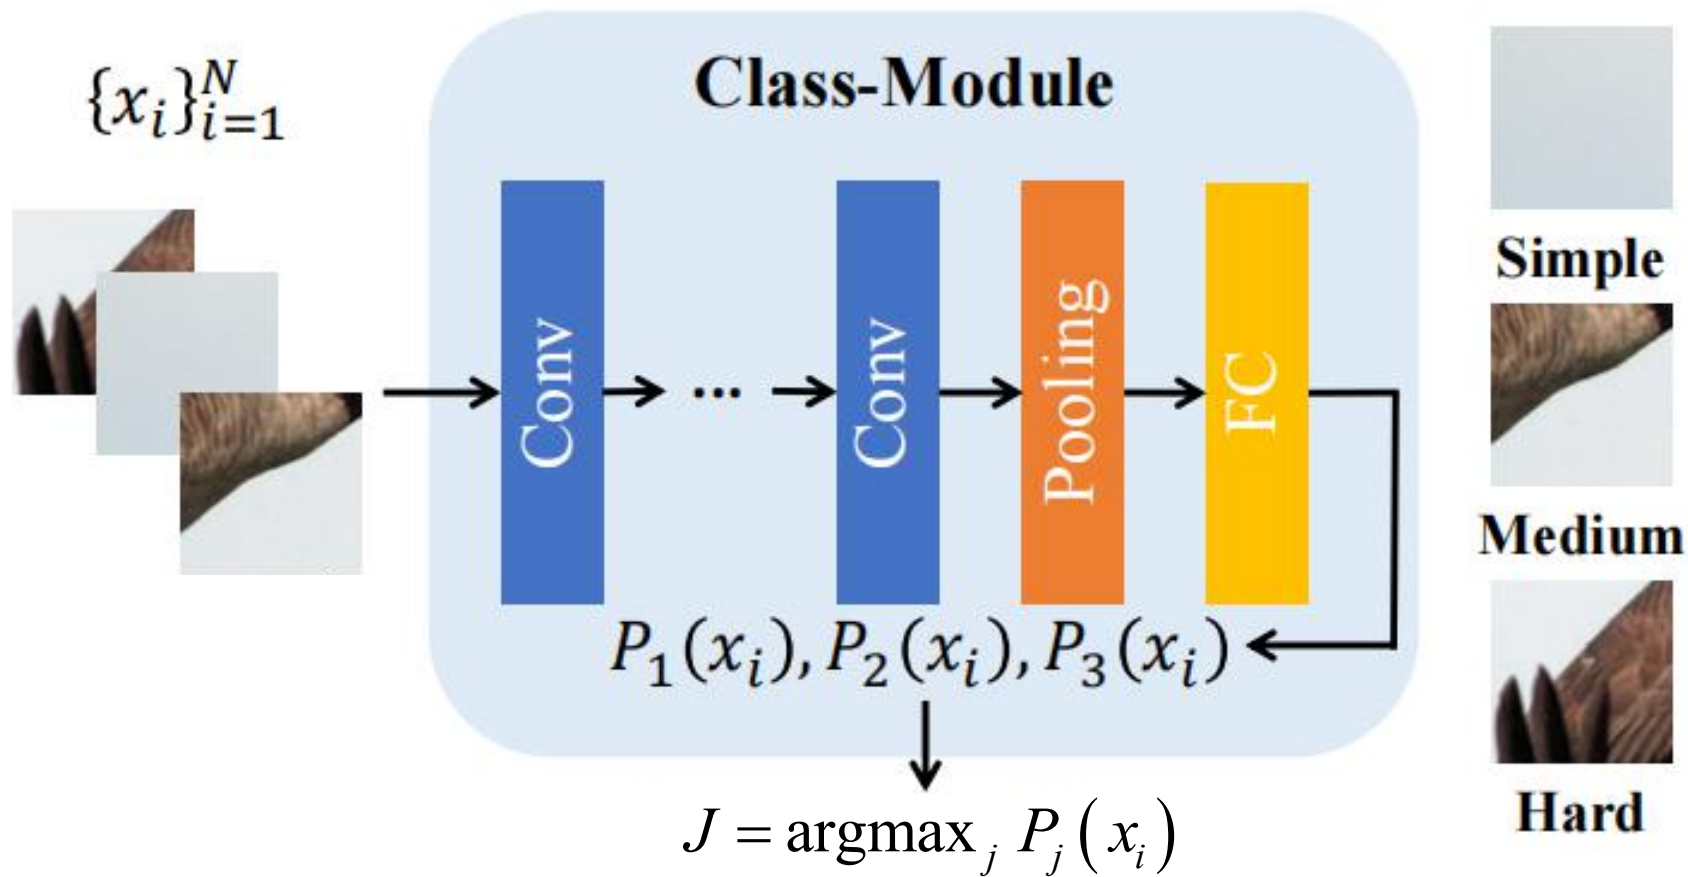 {x_i}_{i=1}^N
Class-Module
Conv
...
Conv
Pooling
FC
P_1(x_i), P_2(x_i), P_3(x_i)
J = argmax_j P_j(x_i)
Simple
Medium
Hard